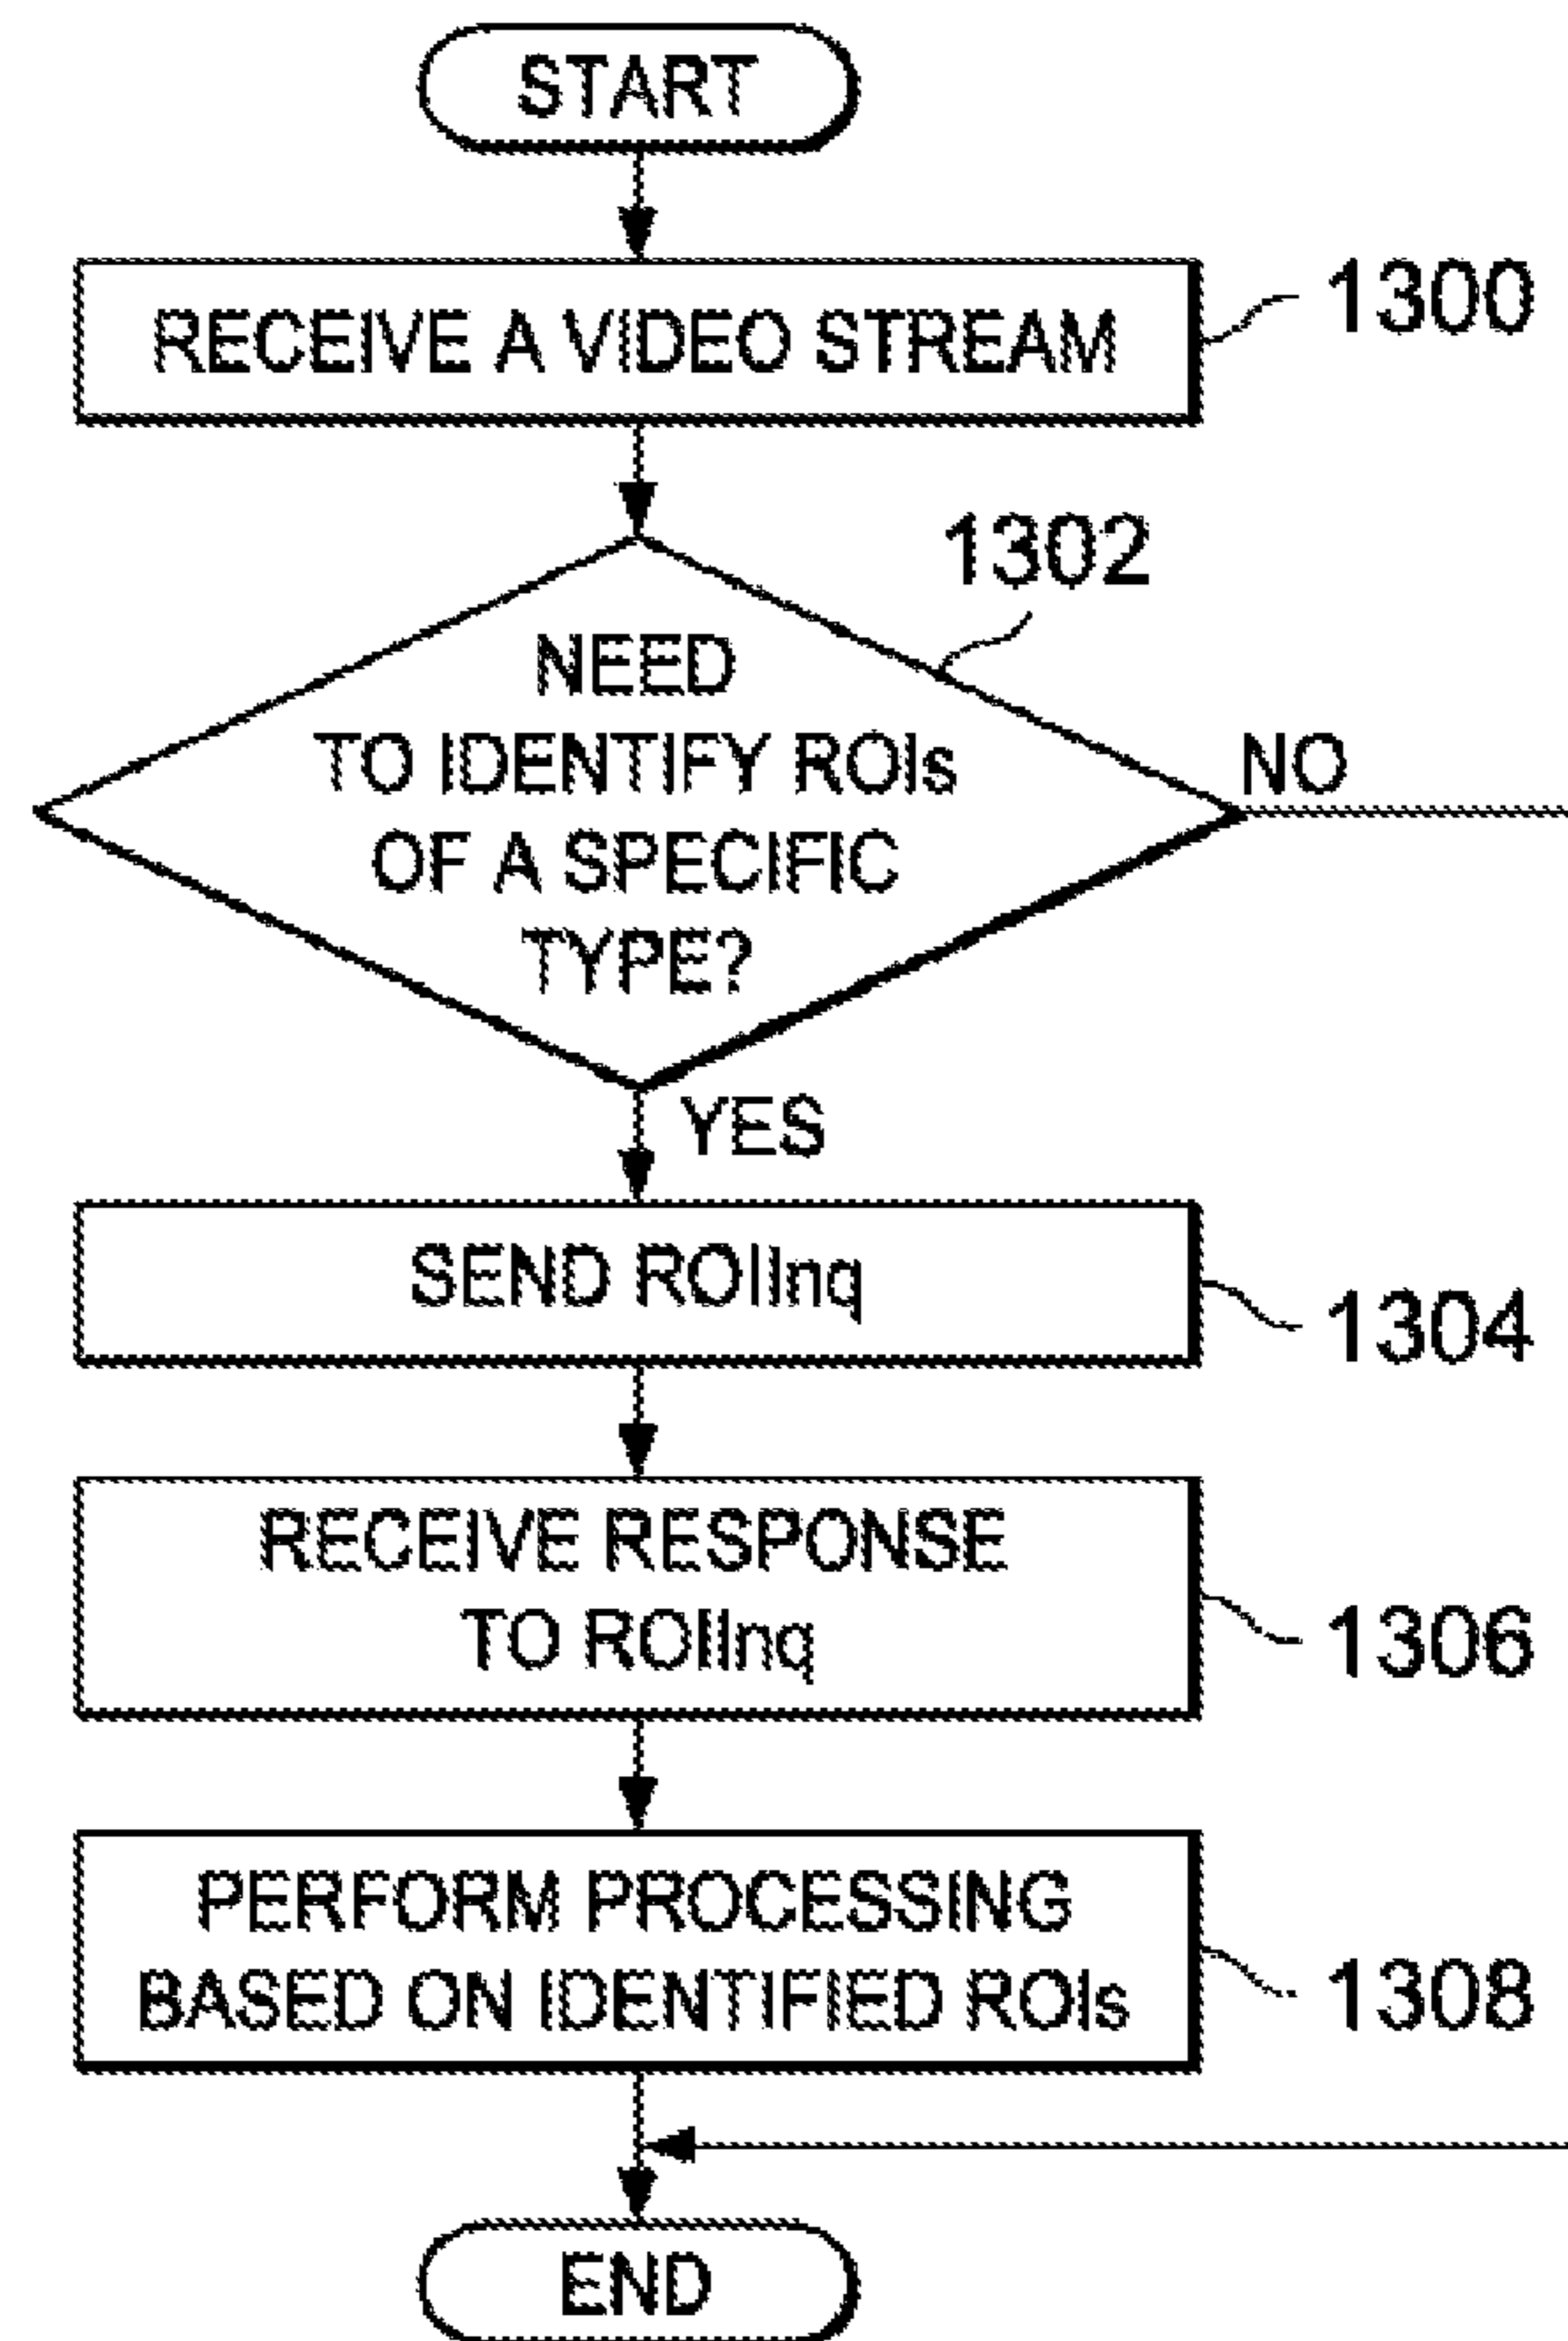 START
RECEIVE A VIDEO STREAM
1300
1302
NEED
TO IDENTIFY ROIs
OF A SPECIFIC
TYPE?
NO
YES
SEND ROIInq
1304
RECEIVE RESPONSE
TO ROIInq
1306
PERFORM PROCESSING
BASED ON IDENTIFIED ROIs
1308
END